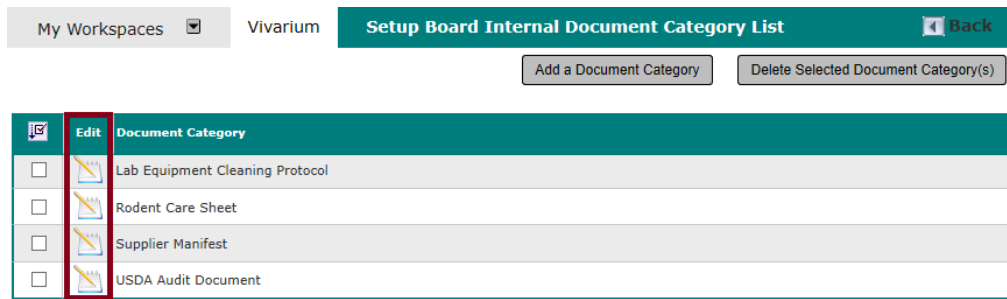 My Workspaces Vivarium Setup Board Internal Document Category List Back
Add a Document Category Delete Selected Document Category(s)
Edit Document Category
Lab Equipment Cleaning Protocol
Rodent Care Sheet
Supplier Manifest
USDA Audit Document